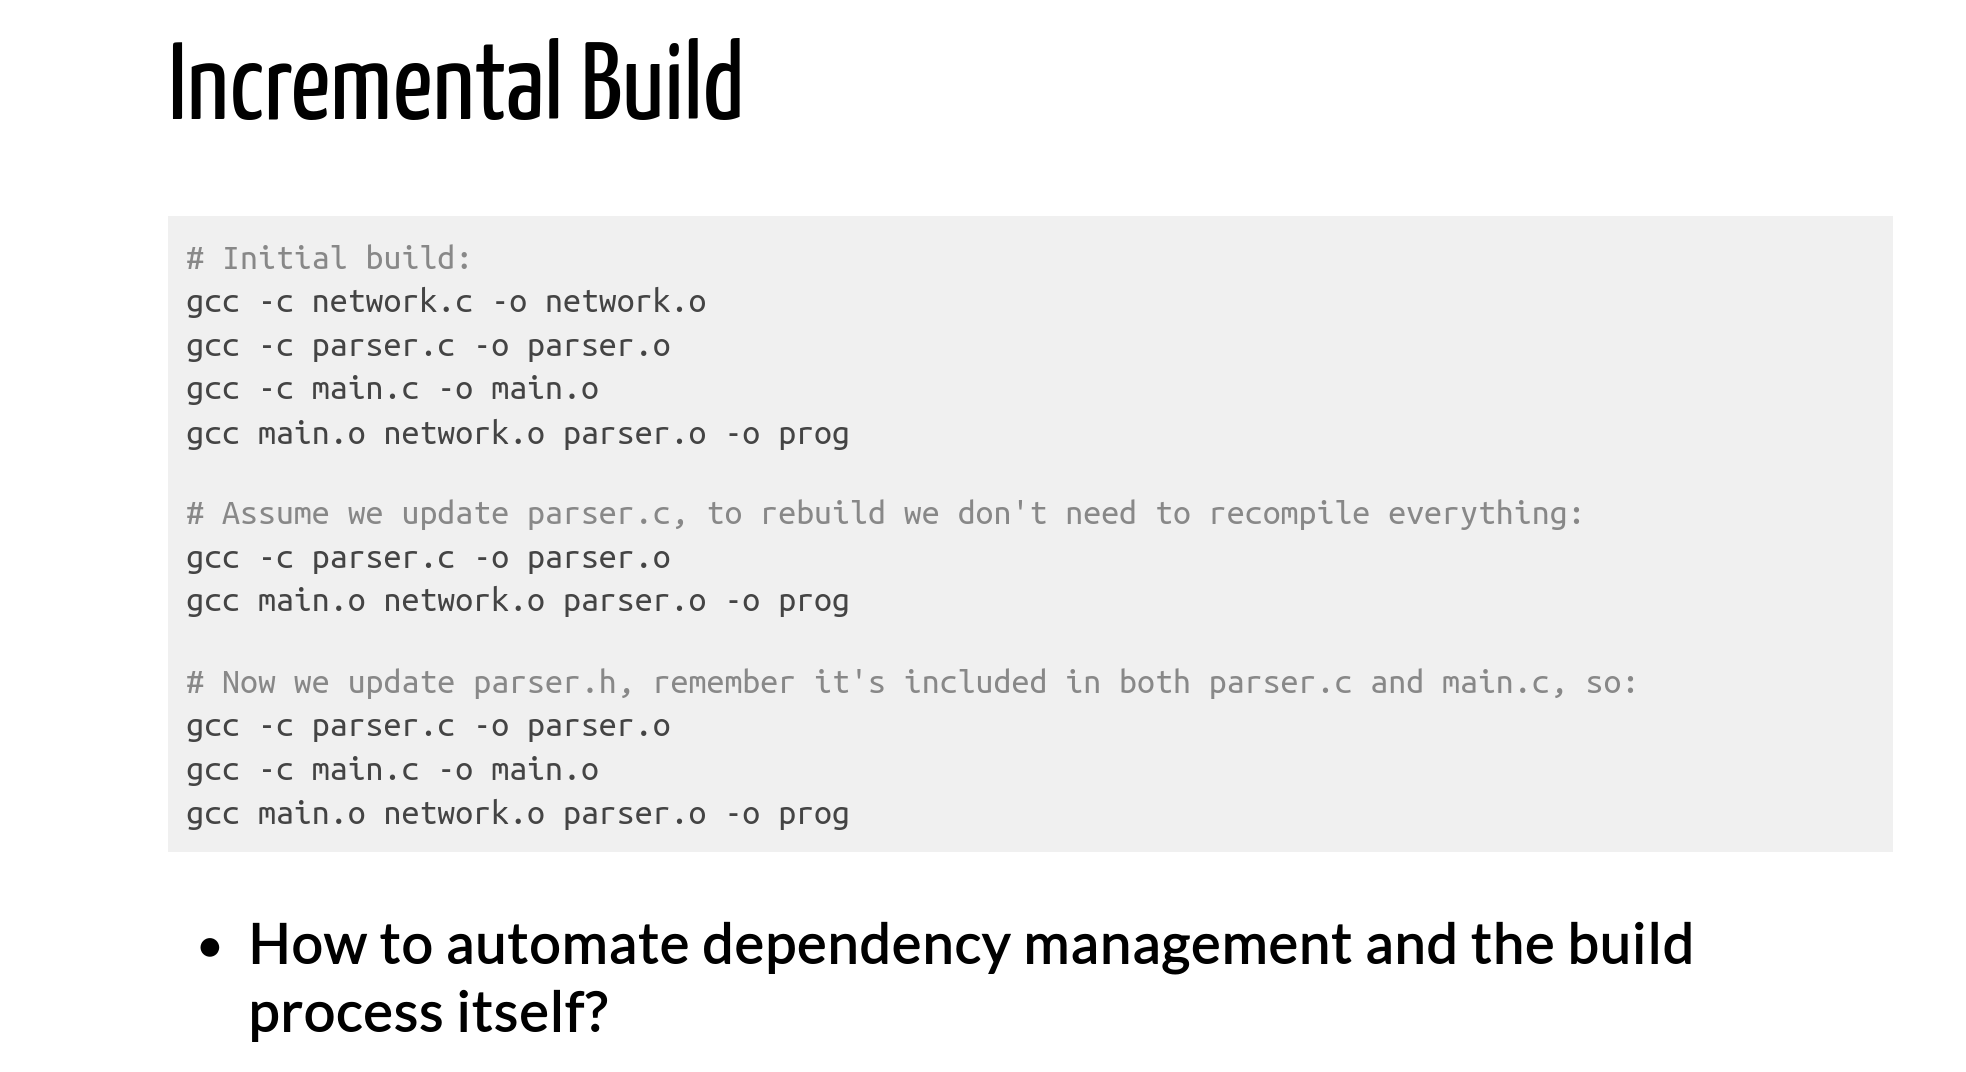 Incremental Build
# Initial build:
gcc -c network.c -o network.o
gcc -c parser.c -o parser.o
gcc -c main.c -o main.o
gcc main.o network.o parser.o -o prog
# Assume we update parser.c, to rebuild we don't need to recompile everything:
gcc -c parser.c -o parser.o
gcc main.o network.o parser.o -o prog
# Now we update parser.h, remember it's included in both parser.c and main.c, so:
gcc -c parser.c -o parser.o
gcc -c main.c -o main.o
gcc main.o network.o parser.o -o prog
• How to automate dependency management and the build
process itself?